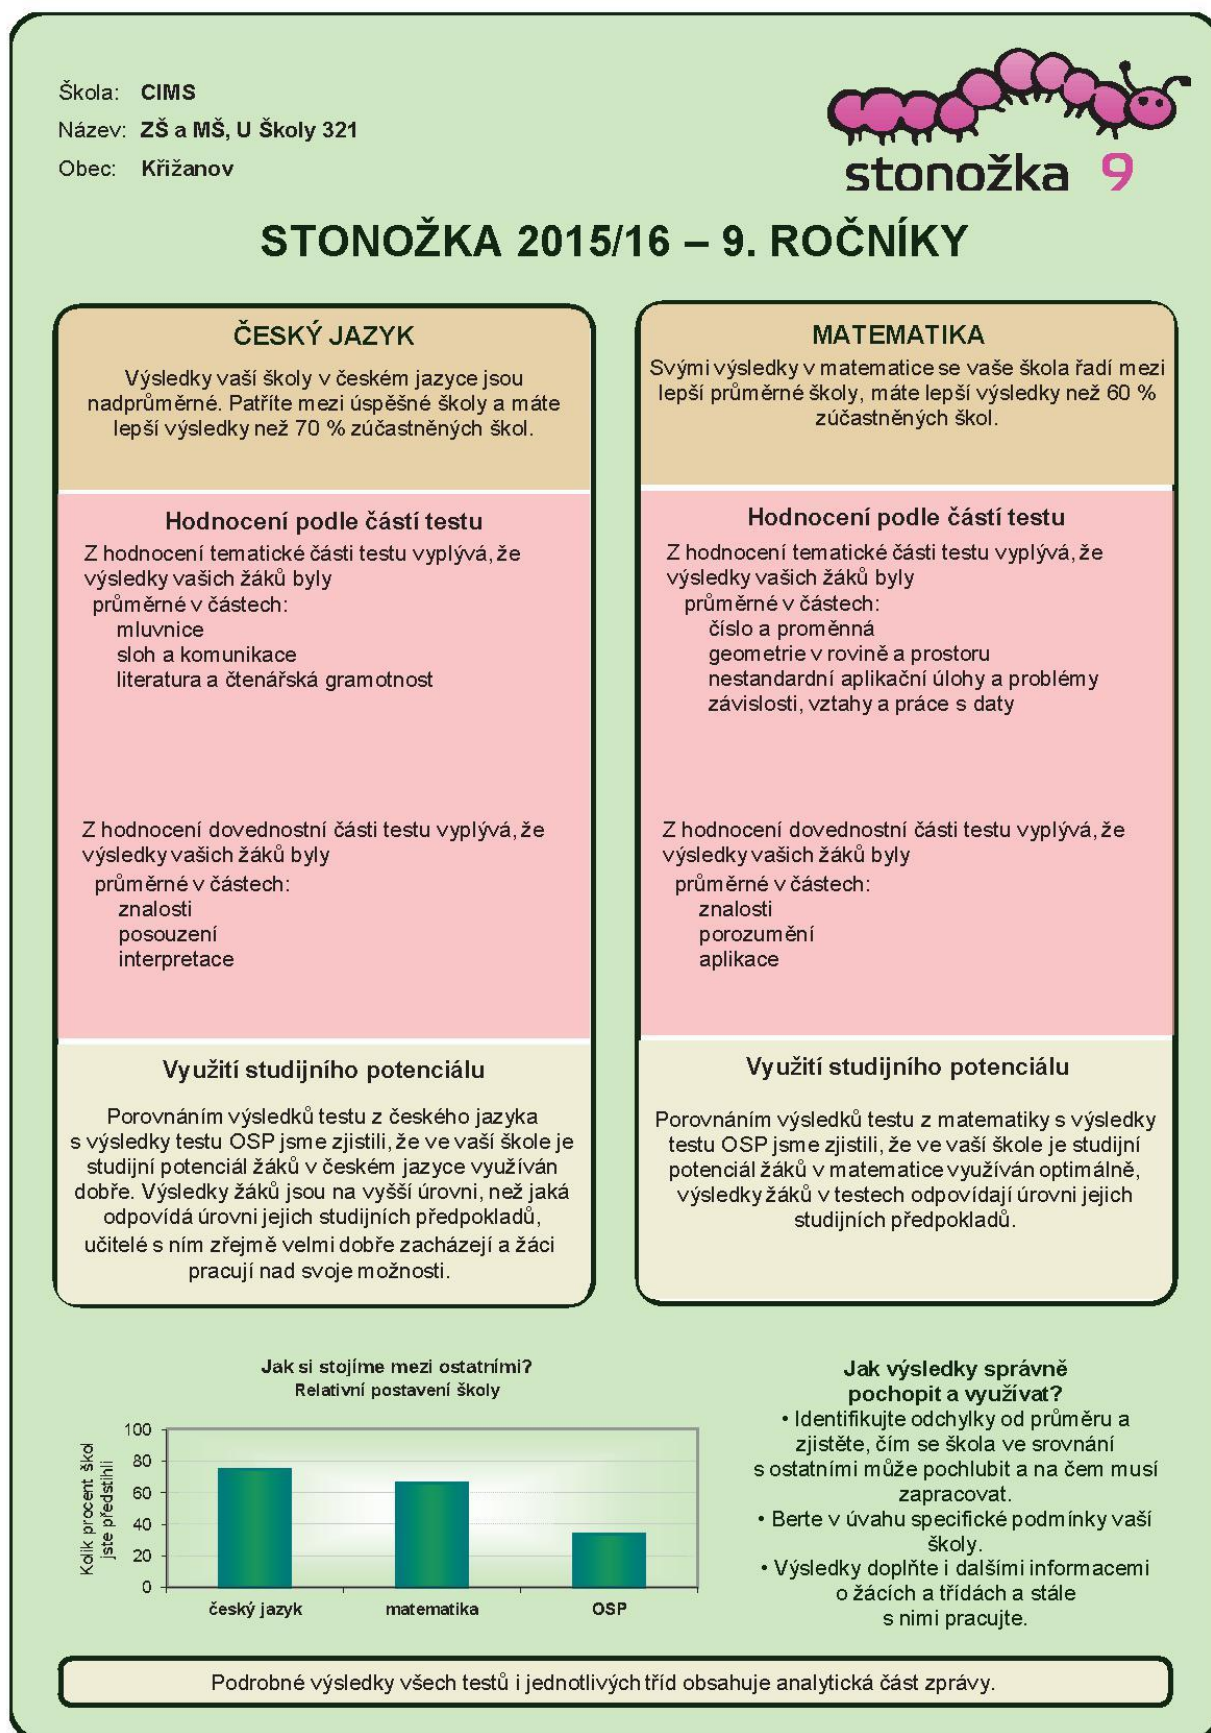 Škola: CIMS
Název: ZŠ a MŠ, U Školy 321
Obec: Křižanov
stonožka 9
STONOŽKA 2015/16 – 9. ROČNÍKY
ČESKÝ JAZYK
Výsledky vaší školy v českém jazyce jsou
nadprůměrné. Patříte mezi úspěšné školy a máte
lepší výsledky než 70 % zúčastněných škol.
Hodnocení podle částí testu
Z hodnocení tematické části testu vyplývá, že
výsledky vašich žáků byly
průměrné v částech:
mluvnice
sloh a komunikace
literatura a čtenářská gramotnost
Z hodnocení dovednostní části testu vyplývá, že
výsledky vašich žáků byly
průměrné v částech:
znalosti
posouzení
interpretace
Využití studijního potenciálu
Porovnáním výsledků testu z českého jazyka
s výsledky testu OSP jsme zjistili, že ve vaší škole je
studijní potenciál žáků v českém jazyce využíván
dobře. Výsledky žáků jsou na vyšší úrovni, než jaká
odpovídá úrovni jejich studijních předpokladů,
učitelé s ním zřejmě velmi dobře zacházejí a žáci
pracují nad svoje možnosti.
MATEMATIKA
Svými výsledky v matematice se vaše škola řadí mezi
lepší průměrné školy, máte lepší výsledky než 60 %
zúčastněných škol.
Hodnocení podle částí testu
Z hodnocení tematické části testu vyplývá, že
výsledky vašich žáků byly
průměrné v částech:
číslo a proměnná
geometrie v rovině a prostoru
nestandardní aplikační úlohy a problémy
závislosti, vztahy a práce s daty
Z hodnocení dovednostní části testu vyplývá, že
výsledky vašich žáků byly
průměrné v částech:
znalosti
porozumění
aplikace
Využití studijního potenciálu
Porovnáním výsledků testu z matematiky s výsledky
testu OSP jsme zjistili, že ve vaší škole je studijní
potenciál žáků v matematice využíván optimálně,
výsledky žáků v testech odpovídají úrovni jejich
studijních předpokladů.
Jak si stojíme mezi ostatními?
Relativní postavení školy
Kolik procent škol
jste předstihli
100
80
60
40
20
0
český jazyk
matematika
OSP
Jak výsledky správně
pochopit a využívat?
• Identifikujte odchylky od průměru a
zjistěte, čím se škola ve srovnání
s ostatními může pochlubit a na čem musí
zapracovat.
• Berte v úvahu specifické podmínky vaší
školy.
• Výsledky doplňte i dalšími informacemi
o žácích a třídách a stále
s nimi pracujte.
Podrobné výsledky všech testů i jednotlivých tříd obsahuje analytická část zprávy.